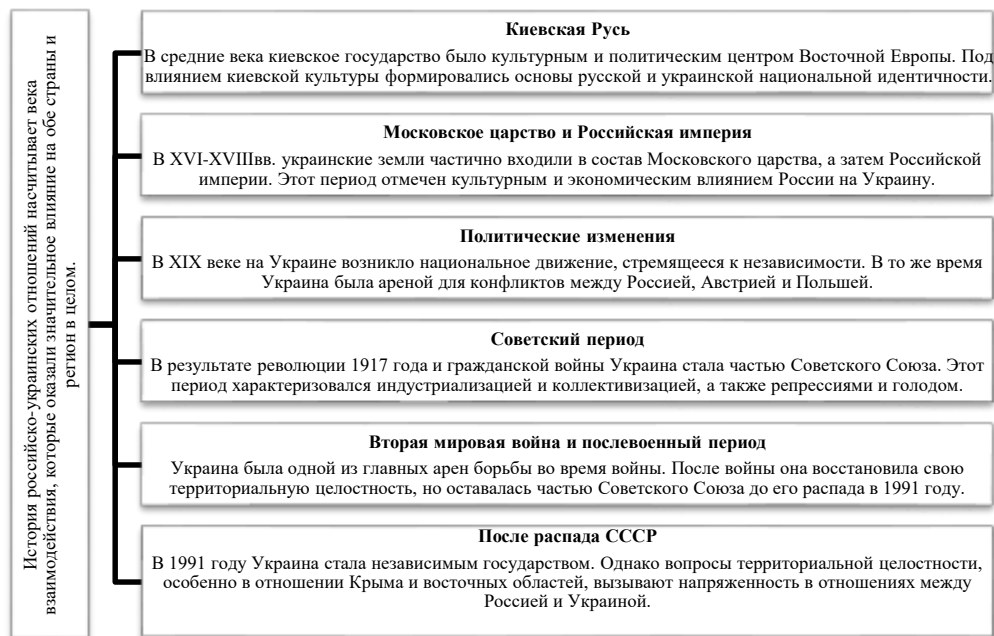 История российско-украинских отношений насчитывает века
взаимодействия, которые оказали значительное влияние на обе страны и
регион в целом.
Киевская Русь
В средние века киевское государство было культурным и политическим центром Восточной Европы. Под
влиянием киевской культуры формировались основы русской и украинской национальной идентичности.
Московское царство и Российская империя
В XVI-XVIIIвв. украинские земли частично входили в состав Московского царства, а затем Российской
империи. Этот период отмечен культурным и экономическим влиянием России на Украину.
Политические изменения
В XIX веке на Украине возникло национальное движение, стремящееся к независимости. В то же время
Украина была ареной для конфликтов между Россией, Австрией и Польшей.
Советский период
В результате революции 1917 года и гражданской войны Украина стала частью Советского Союза. Этот
период характеризовался индустриализацией и коллективизацией, а также репрессиями и голодом.
Вторая мировая война и послевоенный период
Украина была одной из главных арен борьбы во время войны. После войны она восстановила свою
территориальную целостность, но оставалась частью Советского Союза до его распада в 1991 году.
После распада СССР
В 1991 году Украина стала независимым государством. Однако вопросы территориальной целостности,
особенно в отношении Крыма и восточных областей, вызывают напряженность в отношениях между
Россией и Украиной.